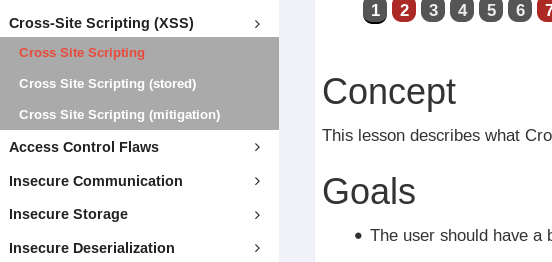 Cross-Site Scripting (XSS)
Cross Site Scripting
Cross Site Scripting (stored)
Cross Site Scripting (mitigation)
Access Control Flaws
Insecure Communication
Insecure Storage
Insecure Deserialization
1 2 3 4 5 6 7
Concept
This lesson describes what Cro
Goals
• The user should have a b